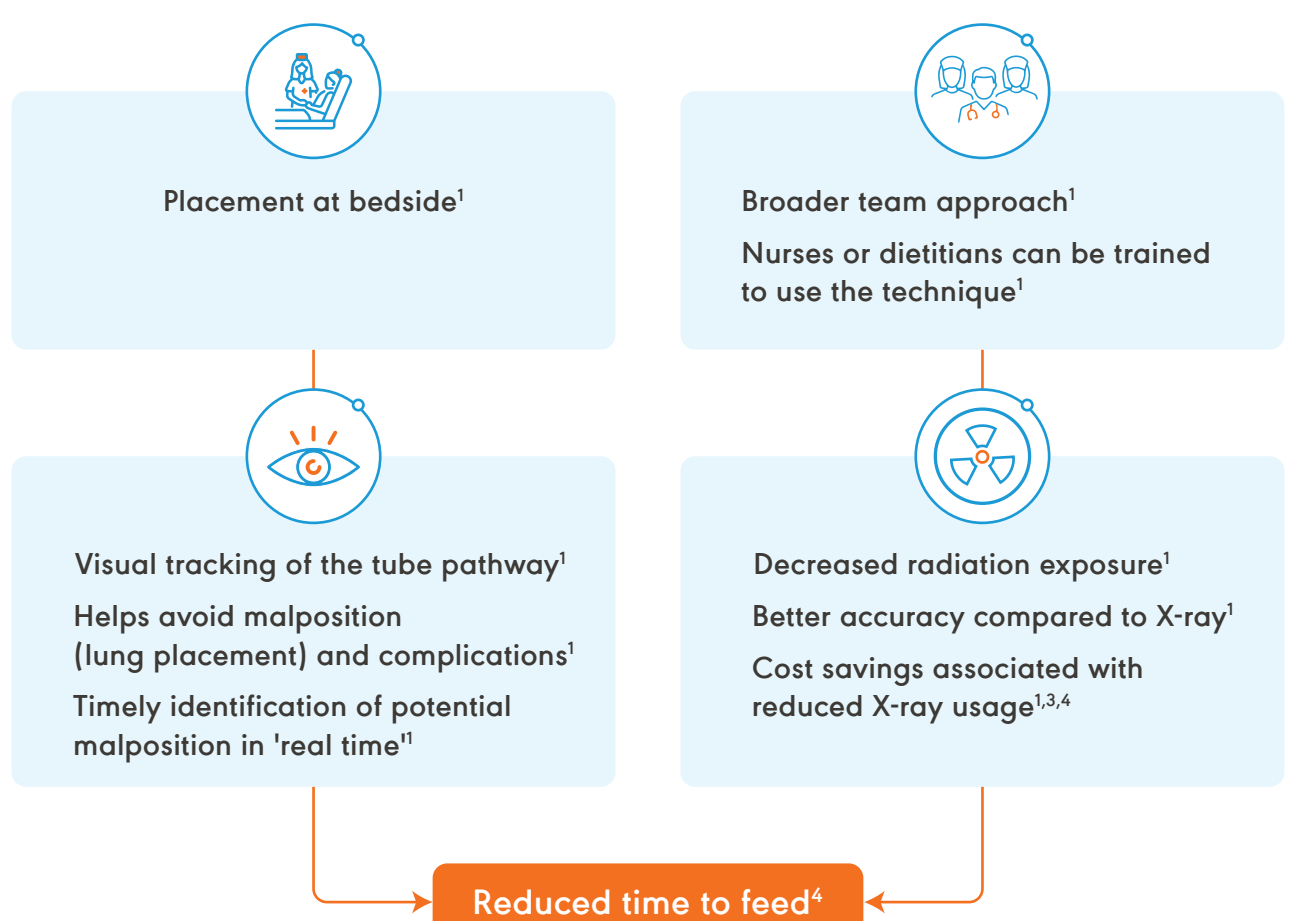 Placement at bedside¹
Broader team approach¹
Nurses or dietitians can be trained
to use the technique¹
Visual tracking of the tube pathway¹
Helps avoid malposition
(lung placement) and complications¹
Timely identification of potential
malposition in 'real time'¹
Decreased radiation exposure¹
Better accuracy compared to X-ray¹
Cost savings associated with
reduced X-ray usage¹,³,⁴
Reduced time to feed⁴